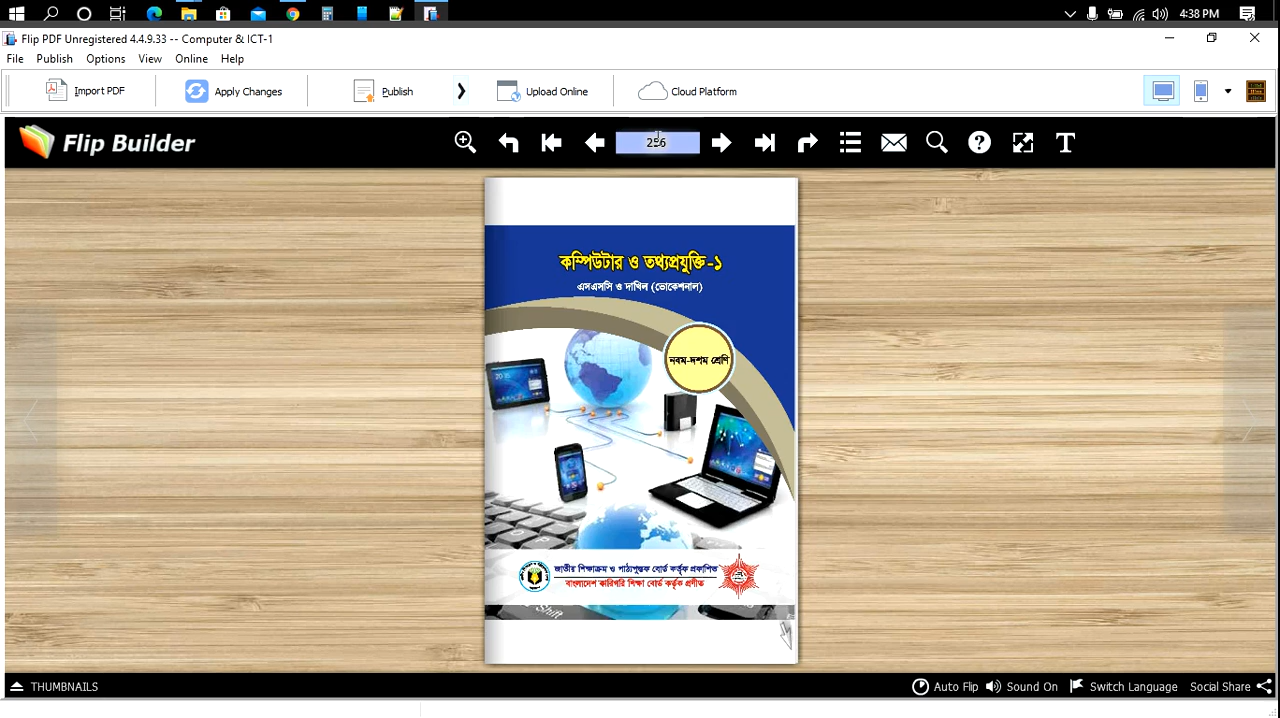 4:38 PM
Flip PDF Unregistered 4.4.9.33 -- Computer & ICT-1
File Publish Options View Online Help
Import PDF Apply Changes Publish Upload Online Cloud Platform
Flip Builder 256 T
কম্পিউটার ও তথ্যপ্রযুক্তি-১
এসএসসি ও দাখিল (ভোকেশনাল)
নবম-দশম শ্রেণি
জাতীয় শিক্ষাক্রম ও পাঠ্যপুস্তক বোর্ড কর্তৃক প্রকাশিত
বাংলাদেশ কারিগরি শিক্ষা বোর্ড কর্তৃক প্রণীত
Shift
THUMBNAILS Auto Flip Sound On Switch Language Social Share